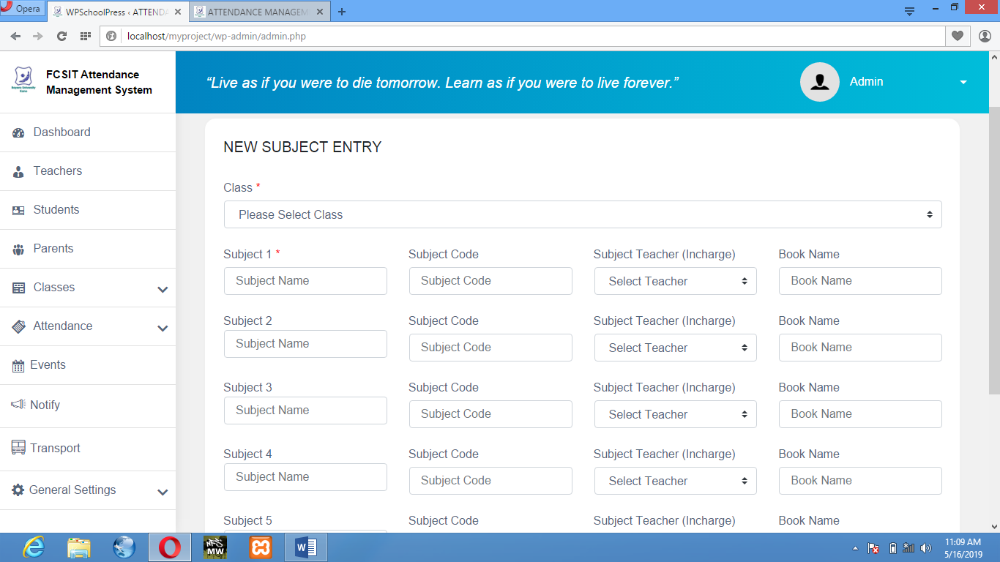 Opera
WPSchoolPress ‹ ATTENDA
ATTENDANCE MANAGEM
localhost/myproject/wp-admin/admin.php
FCSIT Attendance
Management System
“Live as if you were to die tomorrow. Learn as if you were to live forever.”
Admin
Dashboard
Teachers
Students
Parents
Classes
Attendance
Events
Notify
Transport
General Settings
NEW SUBJECT ENTRY
Class *
Please Select Class
Subject 1 * Subject Code Subject Teacher (Incharge) Book Name
Subject Name Subject Code Select Teacher Book Name
Subject 2 Subject Code Subject Teacher (Incharge) Book Name
Subject Name Subject Code Select Teacher Book Name
Subject 3 Subject Code Subject Teacher (Incharge) Book Name
Subject Name Subject Code Select Teacher Book Name
Subject 4 Subject Code Subject Teacher (Incharge) Book Name
Subject Name Subject Code Select Teacher Book Name
Subject 5 Subject Code Subject Teacher (Incharge) Book Name
NFS
MW
W
11:09 AM
5/16/2019